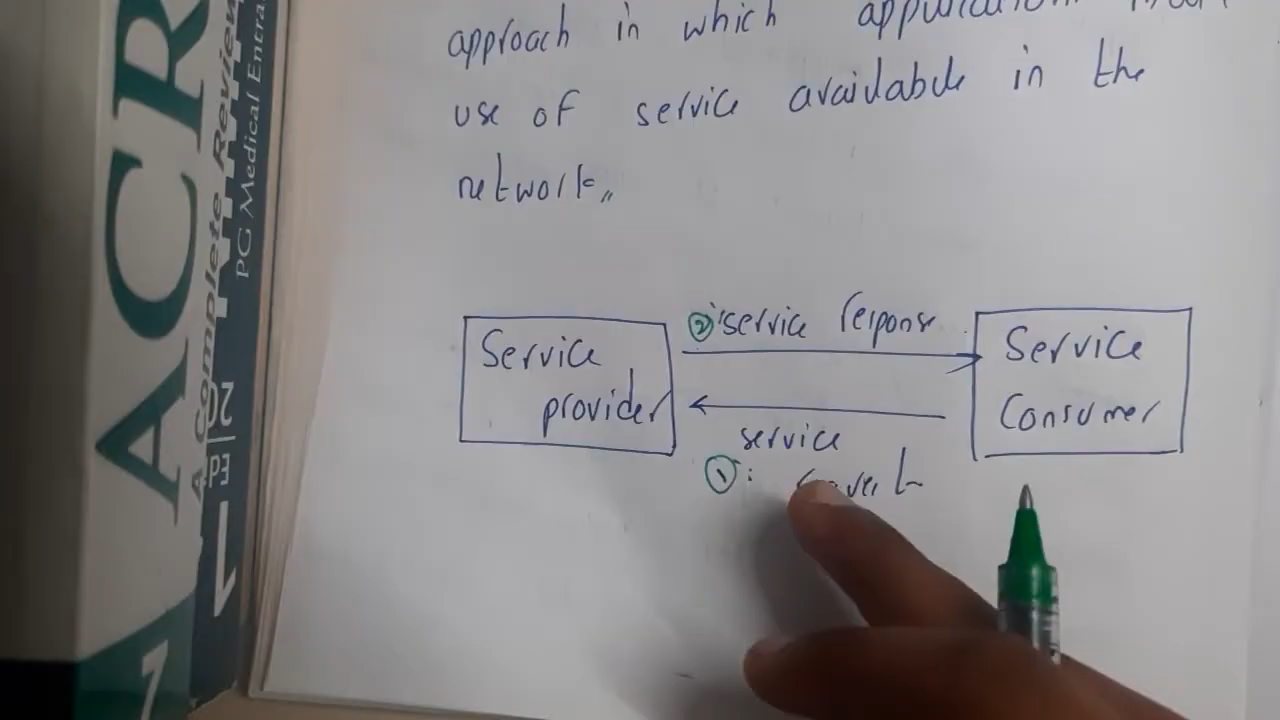 approach in which
use of service available in the
network,,
② service response
Service
provider
Service
Consumer
service
①:
ACR
A Complete Review
PG Medical Entra